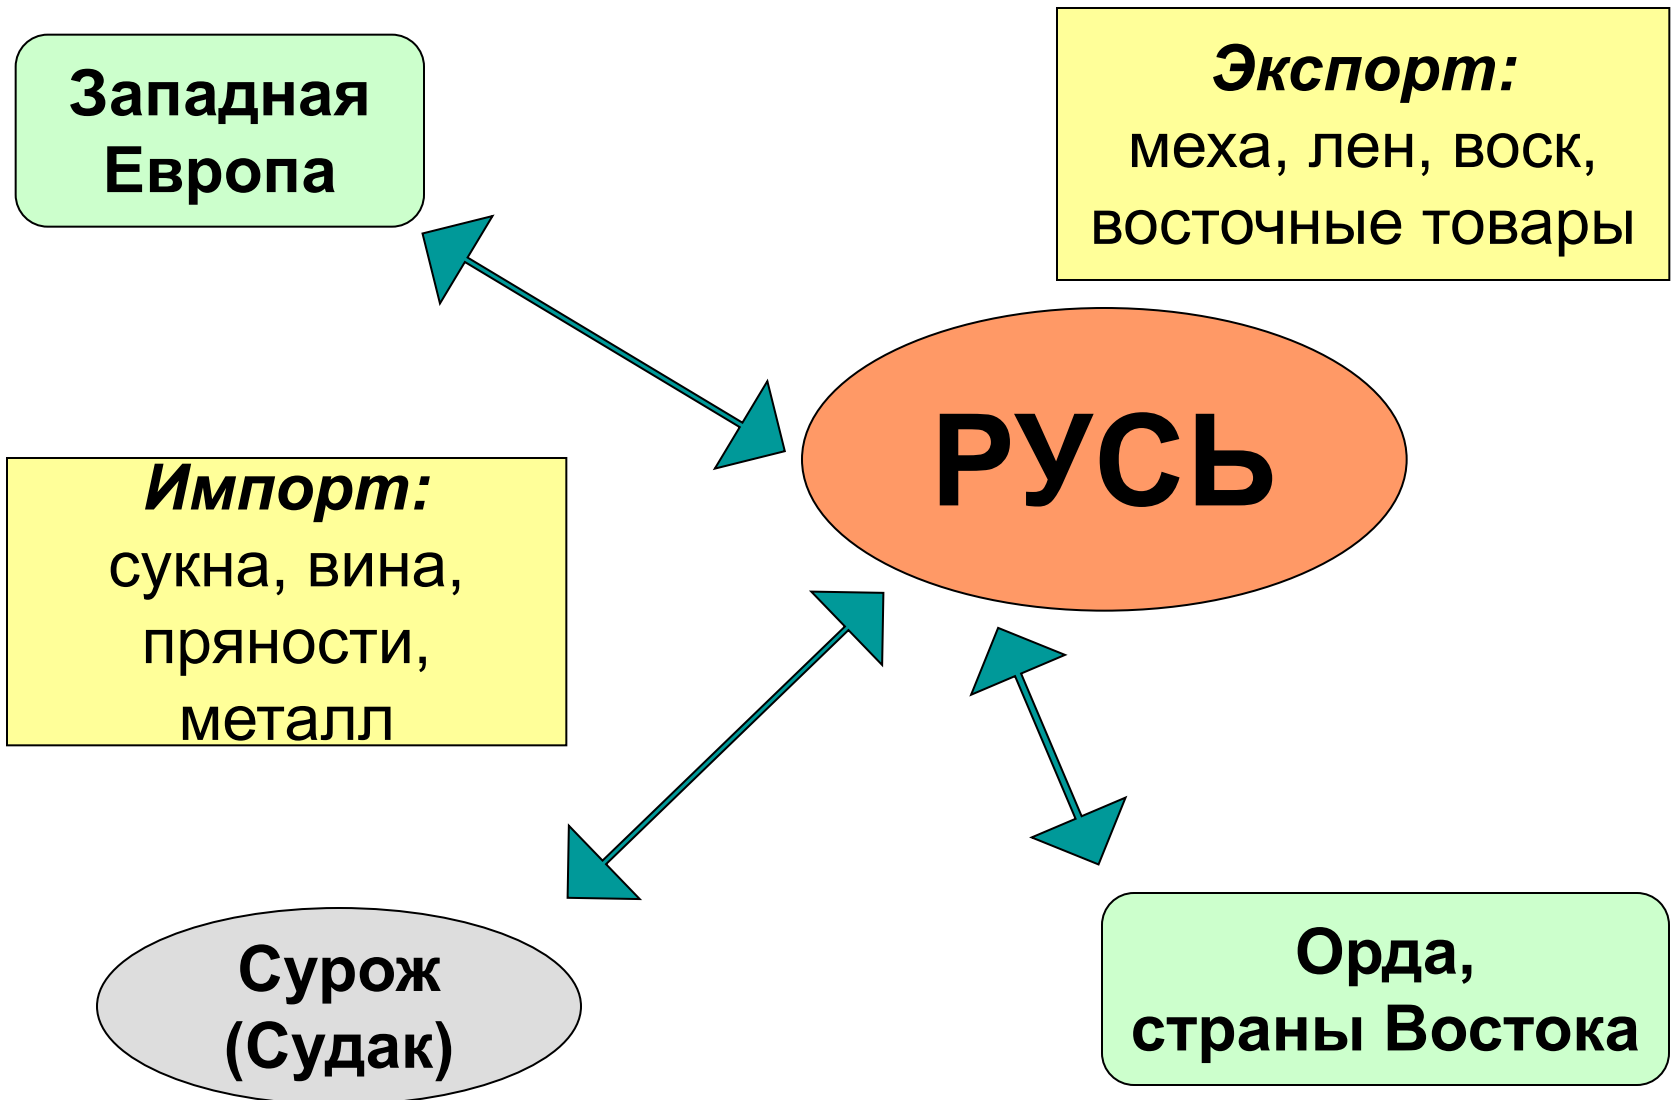 Западная
Европа
Экспорт:
меха, лен, воск,
восточные товары
РУСЬ
Импорт:
сукна, вина,
пряности,
металл
Сурож
(Судак)
Орда,
страны Востока